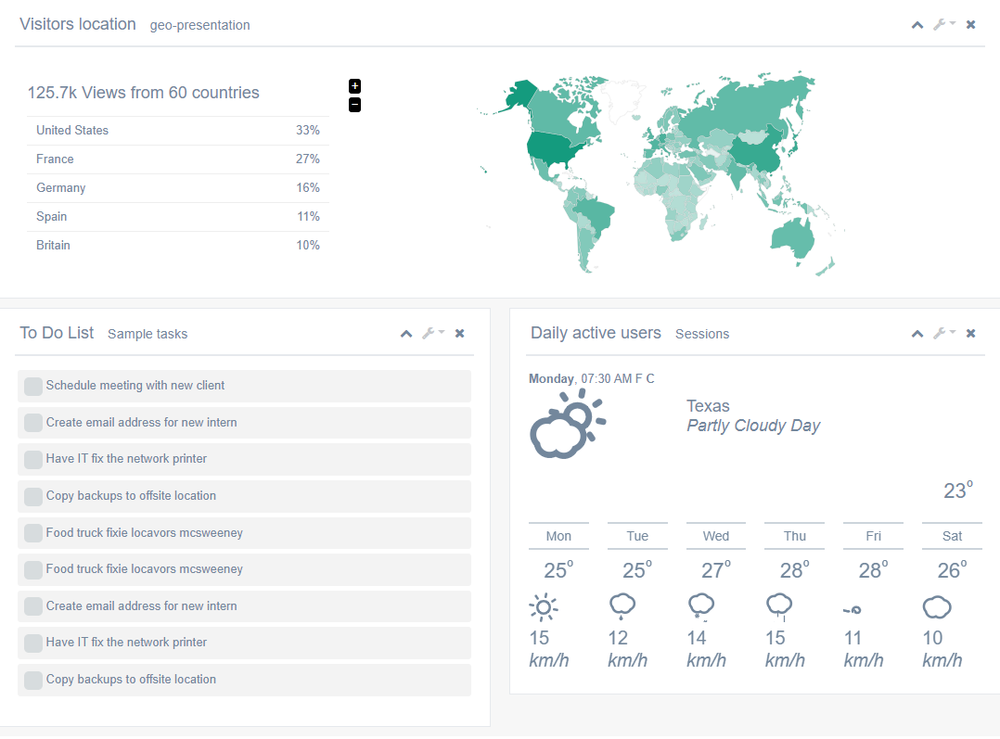 Visitors location geo-presentation
125.7k Views from 60 countries
+
−
United States 33%
France 27%
Germany 16%
Spain 11%
Britain 10%
To Do List Sample tasks
Schedule meeting with new client
Create email address for new intern
Have IT fix the network printer
Copy backups to offsite location
Food truck fixie locavors mcsweeney
Food truck fixie locavors mcsweeney
Create email address for new intern
Have IT fix the network printer
Copy backups to offsite location
Daily active users Sessions
Monday, 07:30 AM F C
Texas
Partly Cloudy Day
23°
Mon Tue Wed Thu Fri Sat
25° 25° 27° 28° 28° 26°
15 12 14 15 11 10
km/h km/h km/h km/h km/h km/h